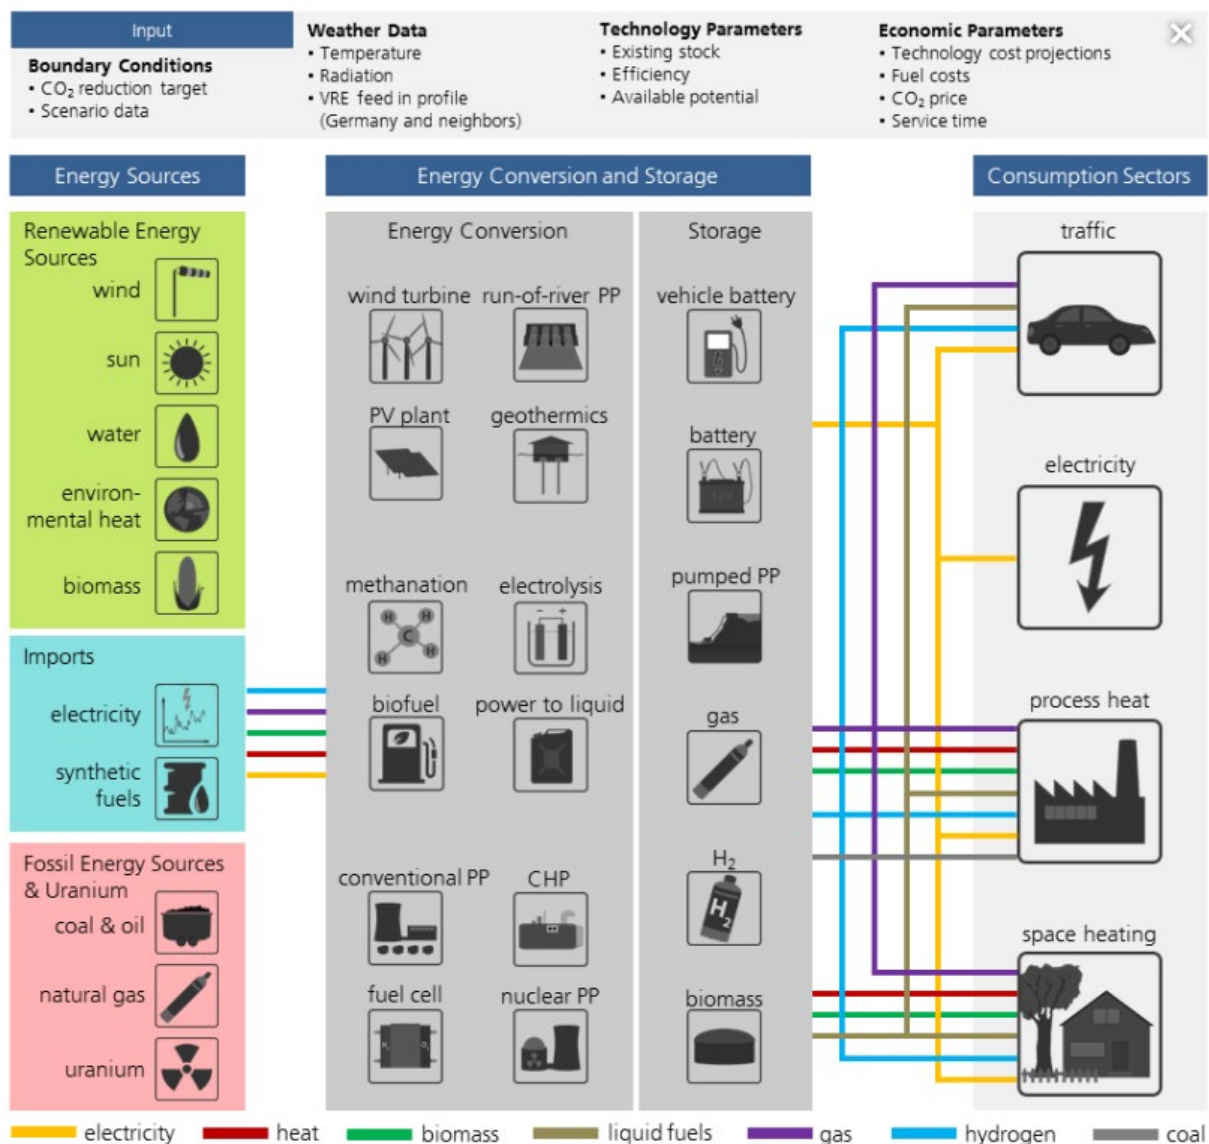 Input
Boundary Conditions
• CO₂ reduction target
• Scenario data
Weather Data
• Temperature
• Radiation
• VRE feed in profile
(Germany and neighbors)
Technology Parameters
• Existing stock
• Efficiency
• Available potential
Economic Parameters
• Technology cost projections
• Fuel costs
• CO₂ price
• Service time
Energy Sources
Energy Conversion and Storage
Consumption Sectors
Renewable Energy
Sources
wind
sun
water
environ-
mental heat
biomass
Imports
electricity
synthetic
fuels
Fossil Energy Sources
& Uranium
coal & oil
natural gas
uranium
Energy Conversion
wind turbine run-of-river PP
PV plant geothermics
methanation electrolysis
H H C H H
- +
biofuel power to liquid
conventional PP CHP
fuel cell nuclear PP
H₂ O₂
Storage
vehicle battery
battery
12V
pumped PP
gas
H₂
H₂
biomass
traffic
electricity
process heat
space heating
electricity heat biomass liquid fuels gas hydrogen coal